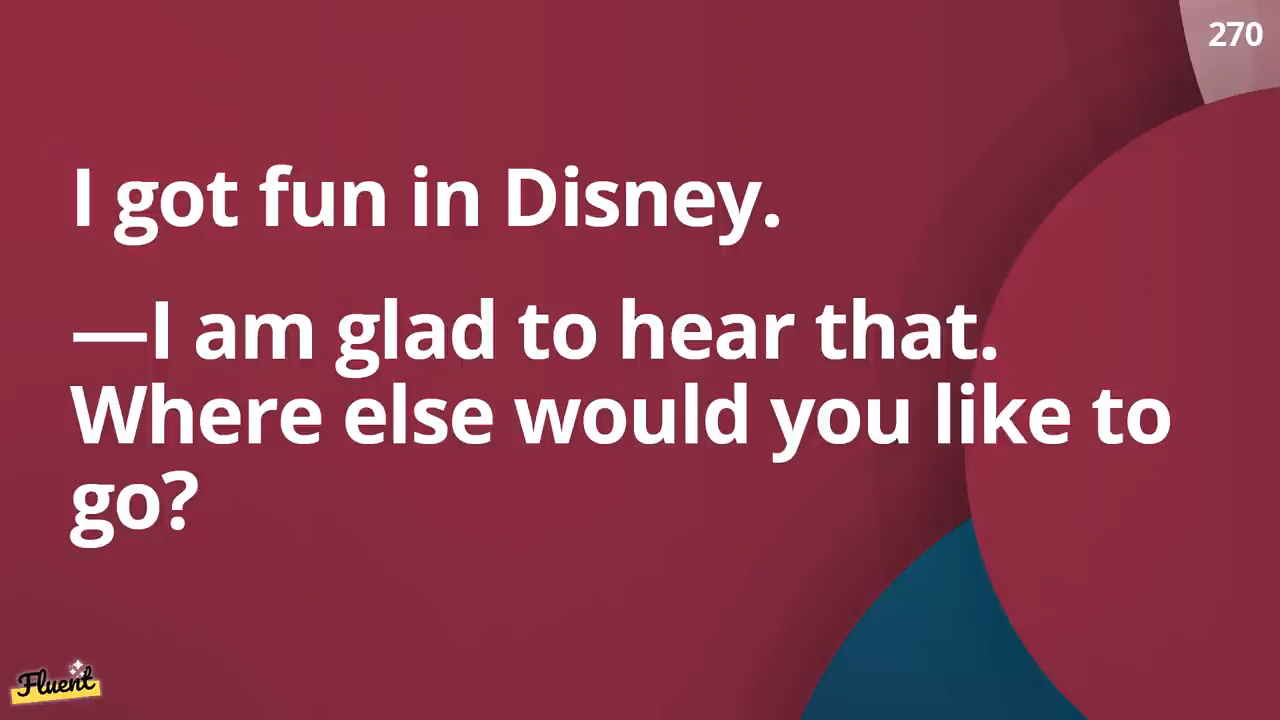 270
I got fun in Disney.
—I am glad to hear that.
Where else would you like to
go?
Fluent